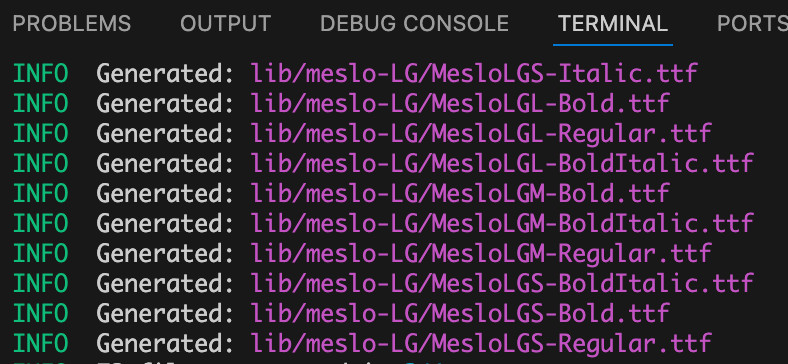 PROBLEMS OUTPUT DEBUG CONSOLE TERMINAL PORTS
INFO Generated: lib/meslo-LG/MesloLGS-Italic.ttf
INFO Generated: lib/meslo-LG/MesloLGL-Bold.ttf
INFO Generated: lib/meslo-LG/MesloLGL-Regular.ttf
INFO Generated: lib/meslo-LG/MesloLGL-BoldItalic.ttf
INFO Generated: lib/meslo-LG/MesloLGM-Bold.ttf
INFO Generated: lib/meslo-LG/MesloLGM-BoldItalic.ttf
INFO Generated: lib/meslo-LG/MesloLGM-Regular.ttf
INFO Generated: lib/meslo-LG/MesloLGS-BoldItalic.ttf
INFO Generated: lib/meslo-LG/MesloLGS-Bold.ttf
INFO Generated: lib/meslo-LG/MesloLGS-Regular.ttf